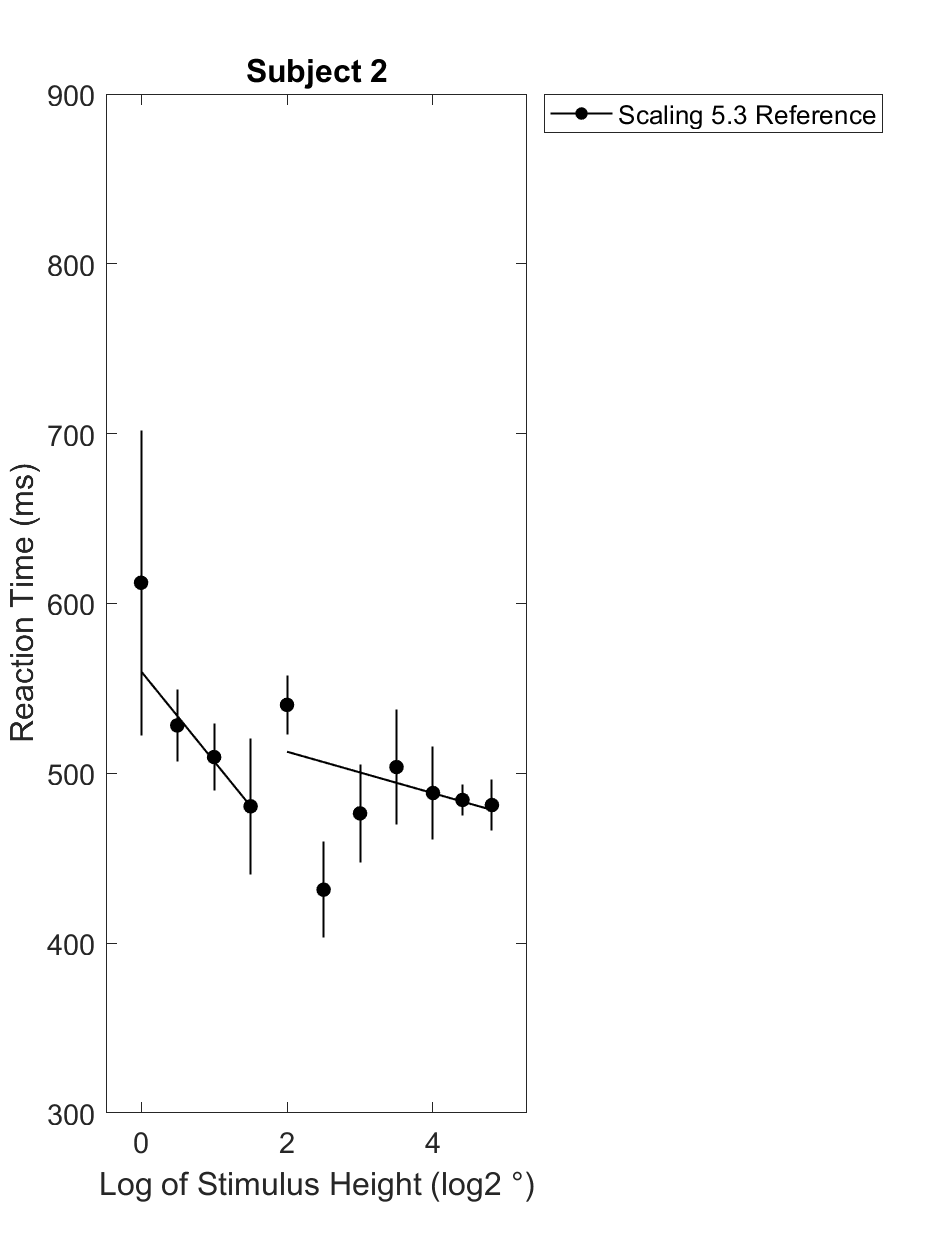 Subject 2
900
800
700
600
500
400
300
Reaction Time (ms)
0 2 4
Log of Stimulus Height (log2 °)
Scaling 5.3 Reference